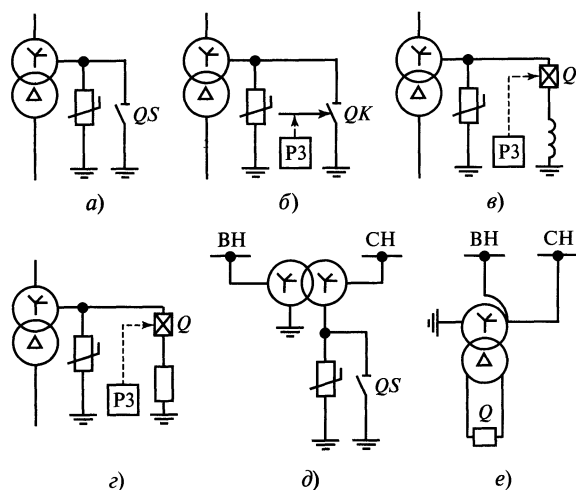 QS
QK
РЗ
Q
РЗ
а)
б)
в)
ВН
СН
Q
РЗ
QS
г)
д)
ВН
СН
Q
е)